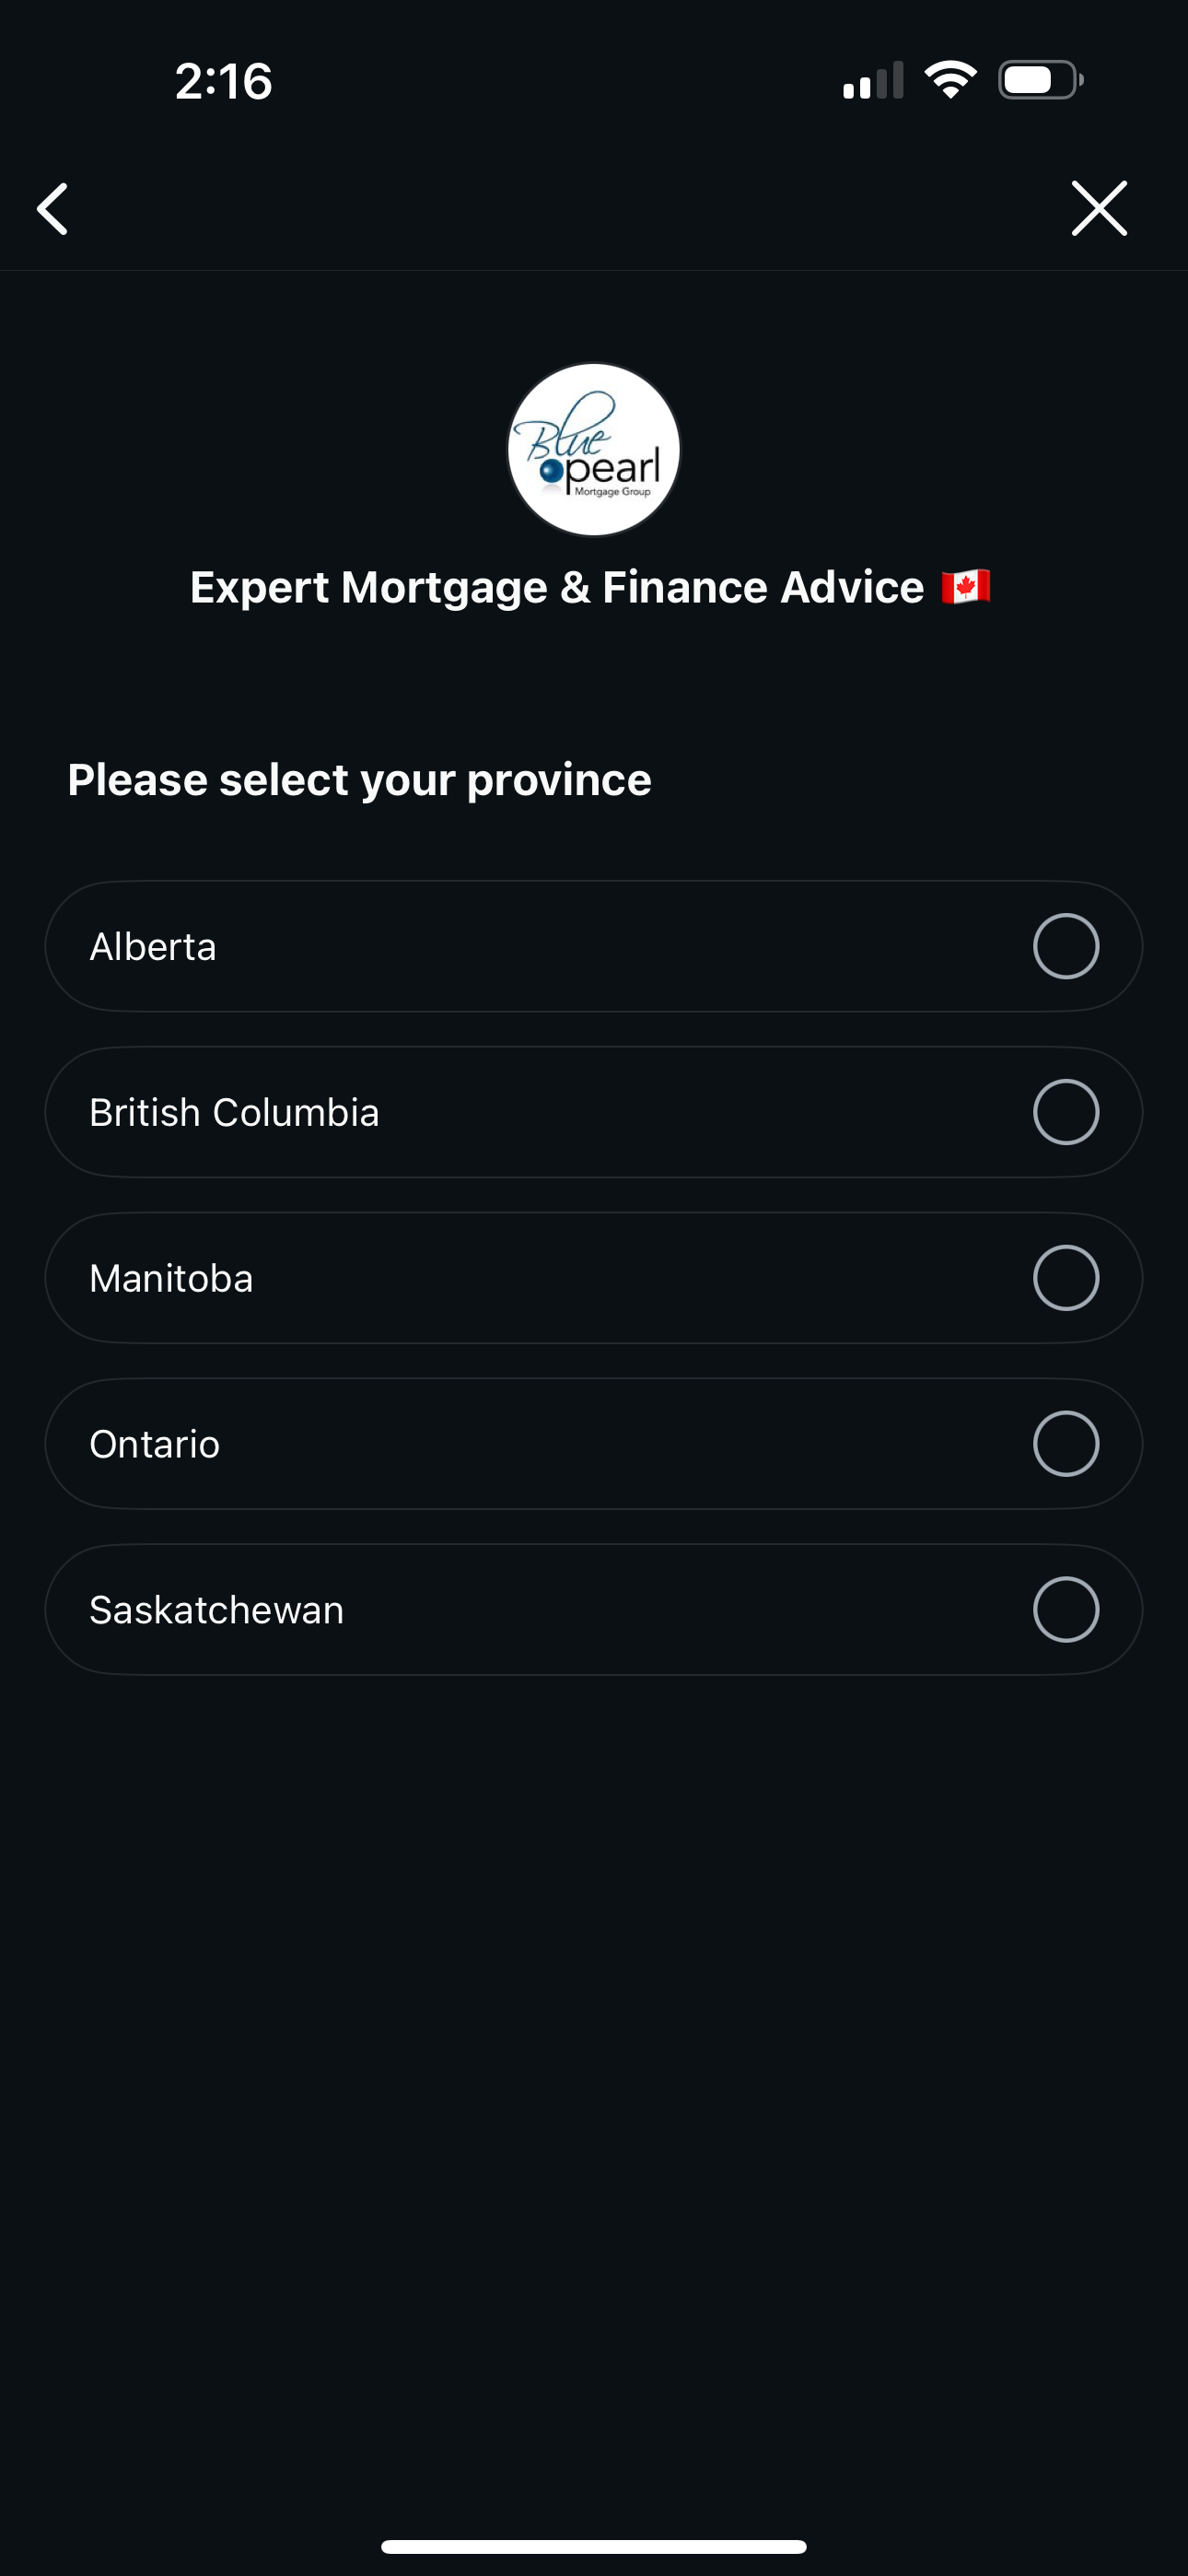 2:16
Blue
pearl
Mortgage Group
Expert Mortgage & Finance Advice 🇨🇦
Please select your province
Alberta
British Columbia
Manitoba
Ontario
Saskatchewan